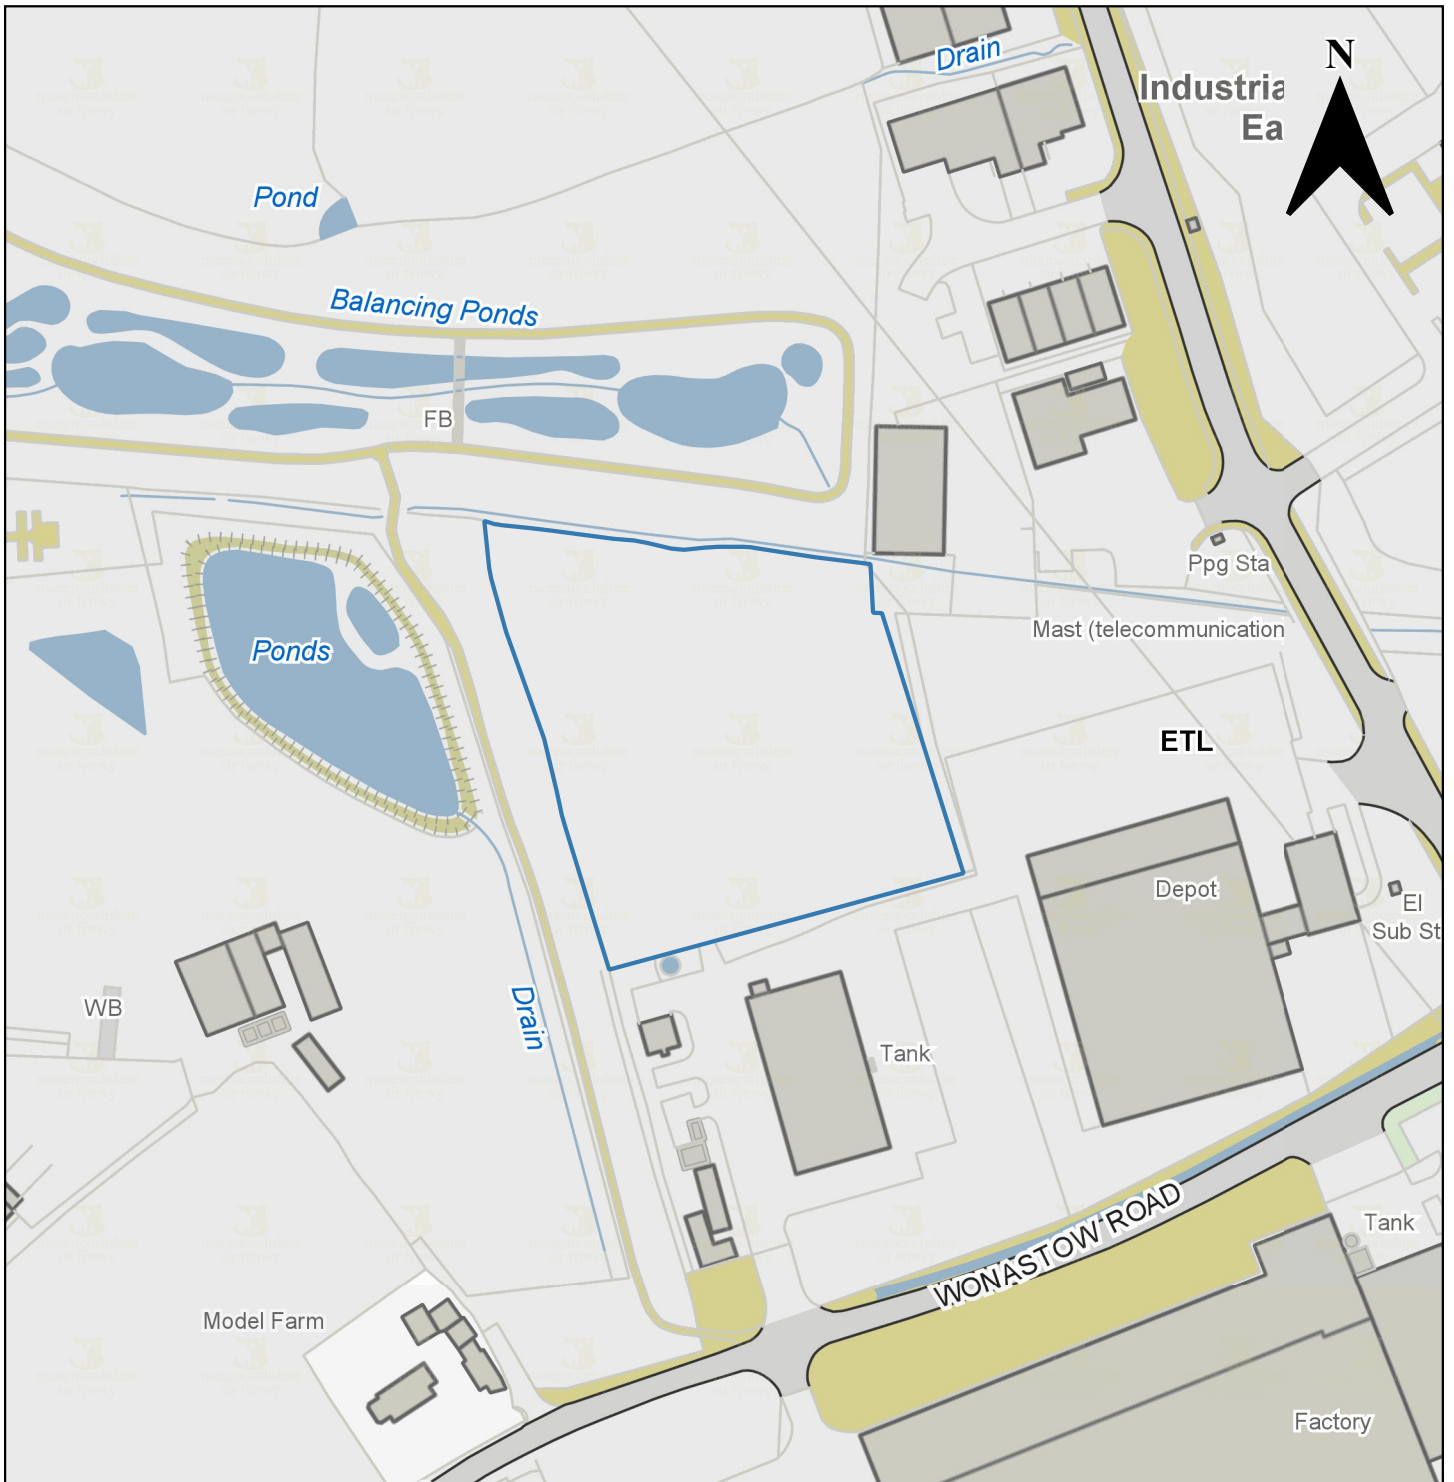 Drain
N
Industria
Ea
Pond
Balancing Ponds
FB
Ppg Sta
Mast (telecommunication
Ponds
ETL
Depot
El
Sub St
WB
Drain
Tank
WONASTOW ROAD
Tank
Model Farm
Factory